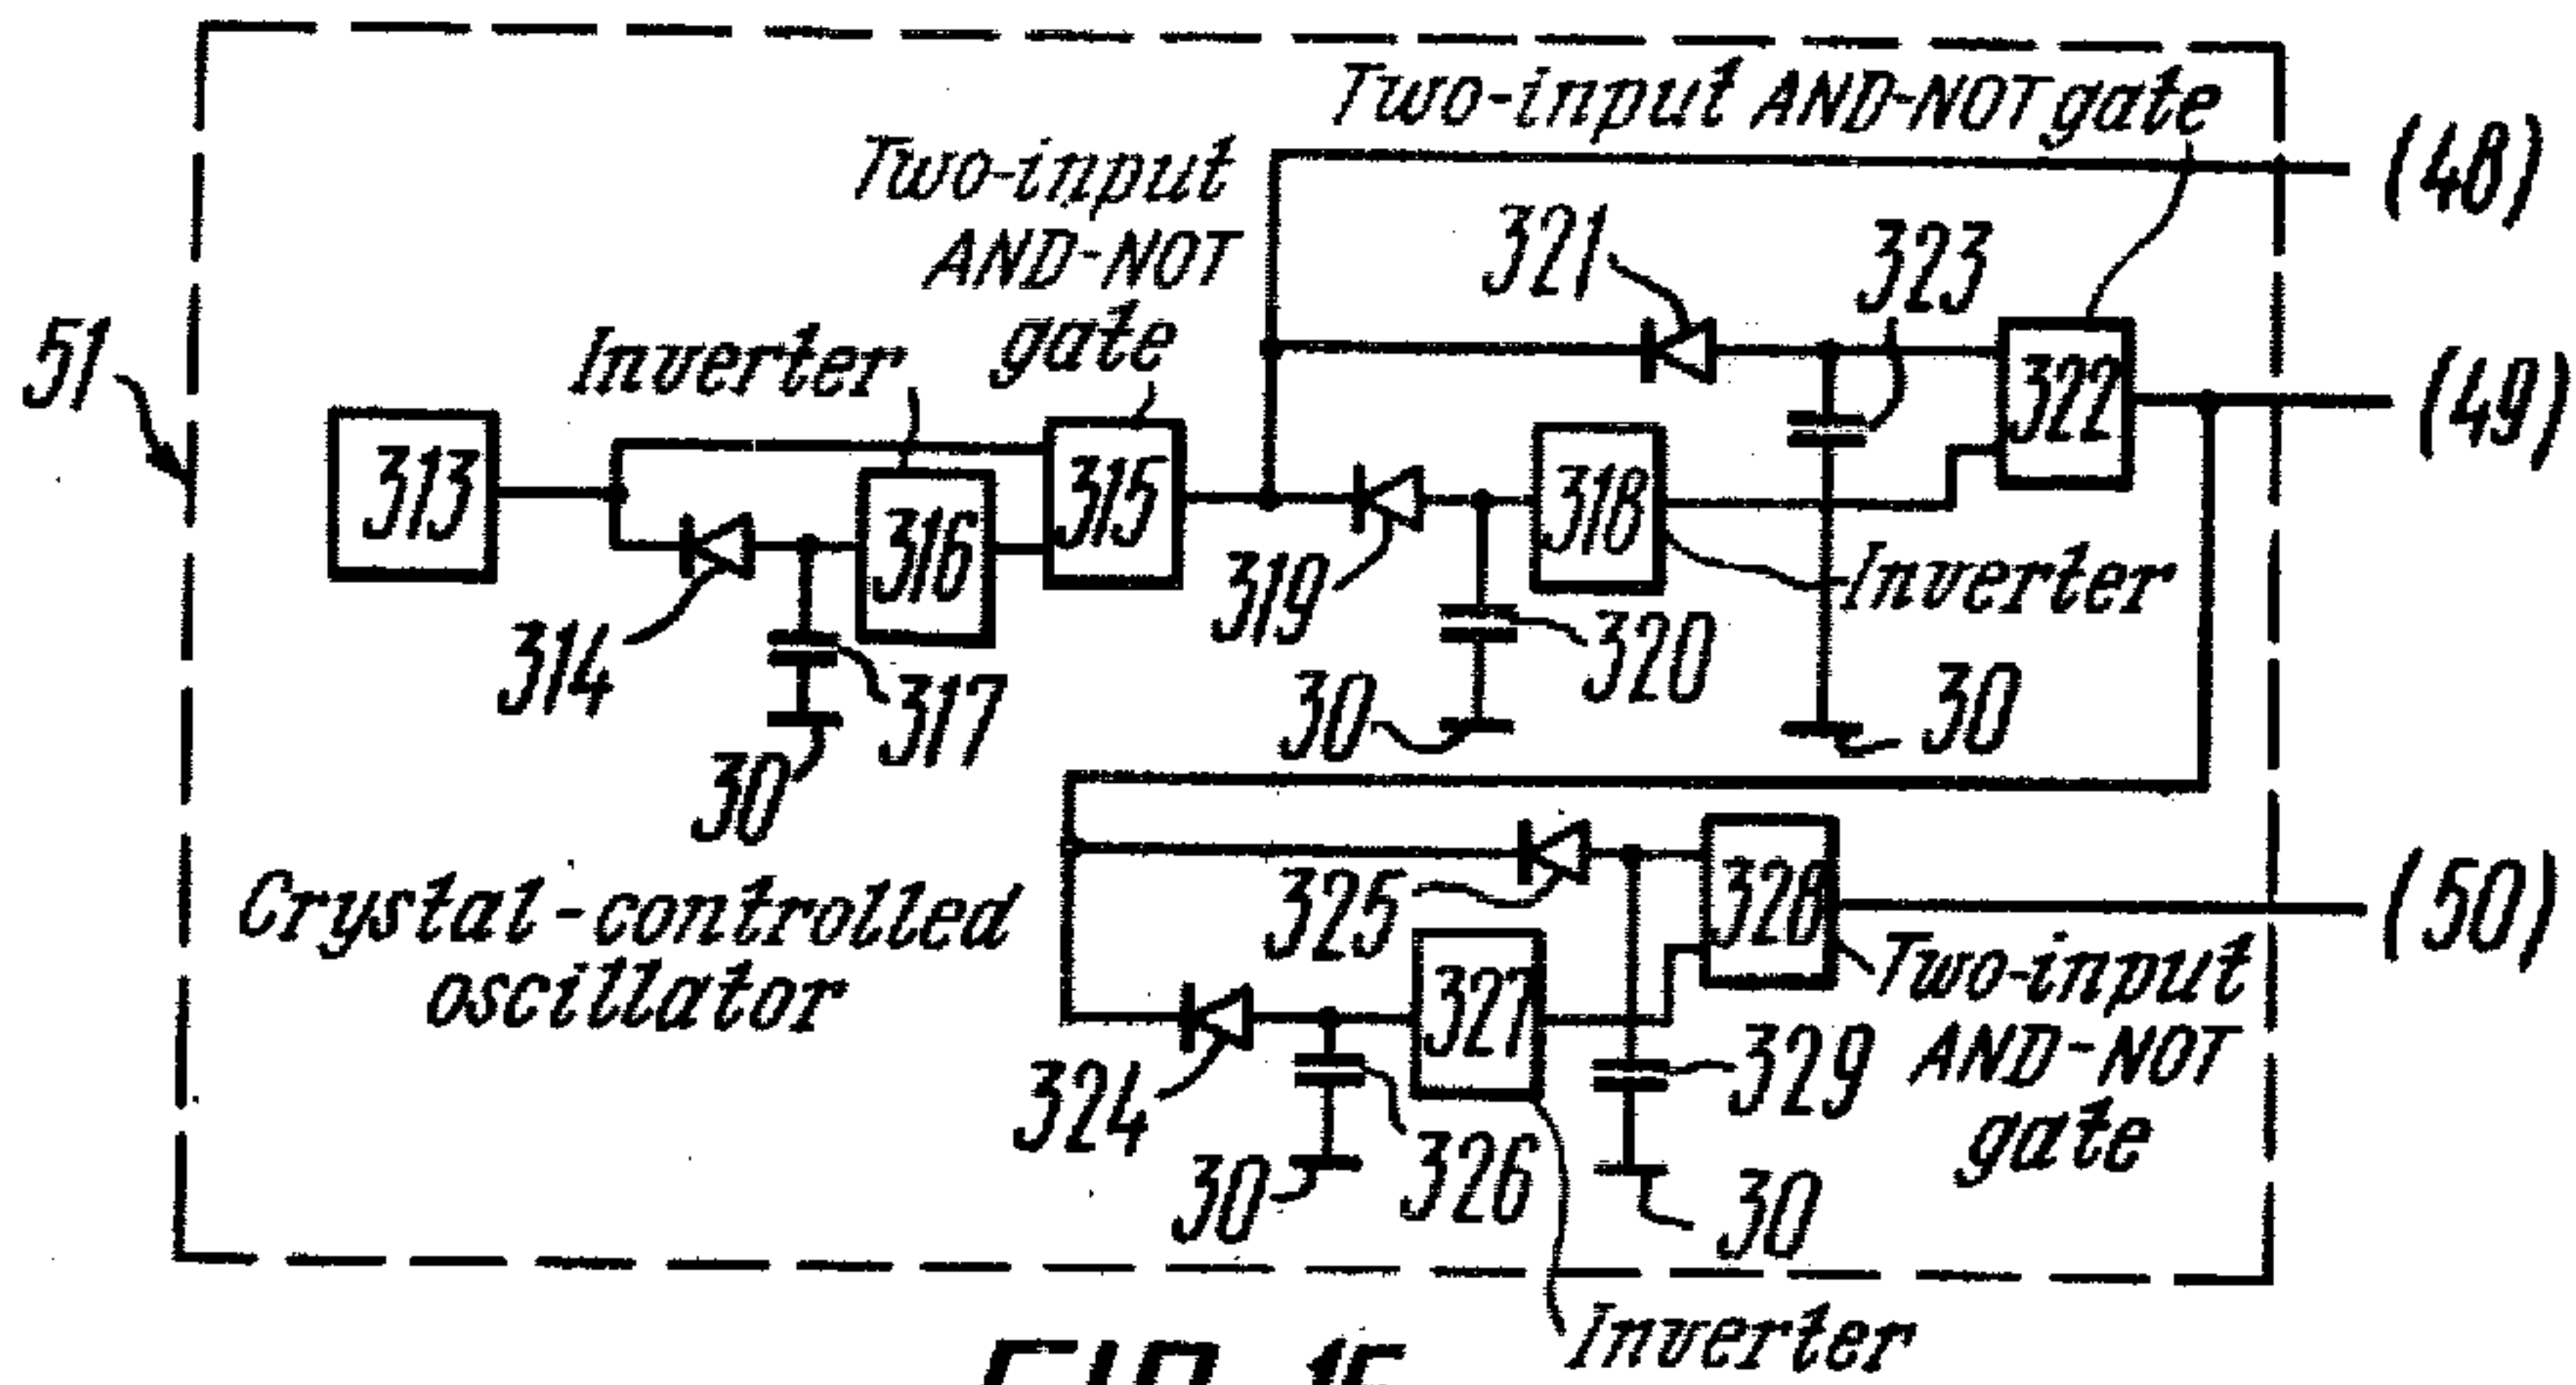 Two-input AND-NOT gate
(48)
Two-input
AND-NOT
gate
321
323
51
Inverter
322
(49)
313
315
316
318
319
Inverter
314
320
317
30
30
30
325
328
(50)
Crystal-controlled
oscillator
327
Two-input
AND-NOT
gate
324
329
326
30
30
Inverter